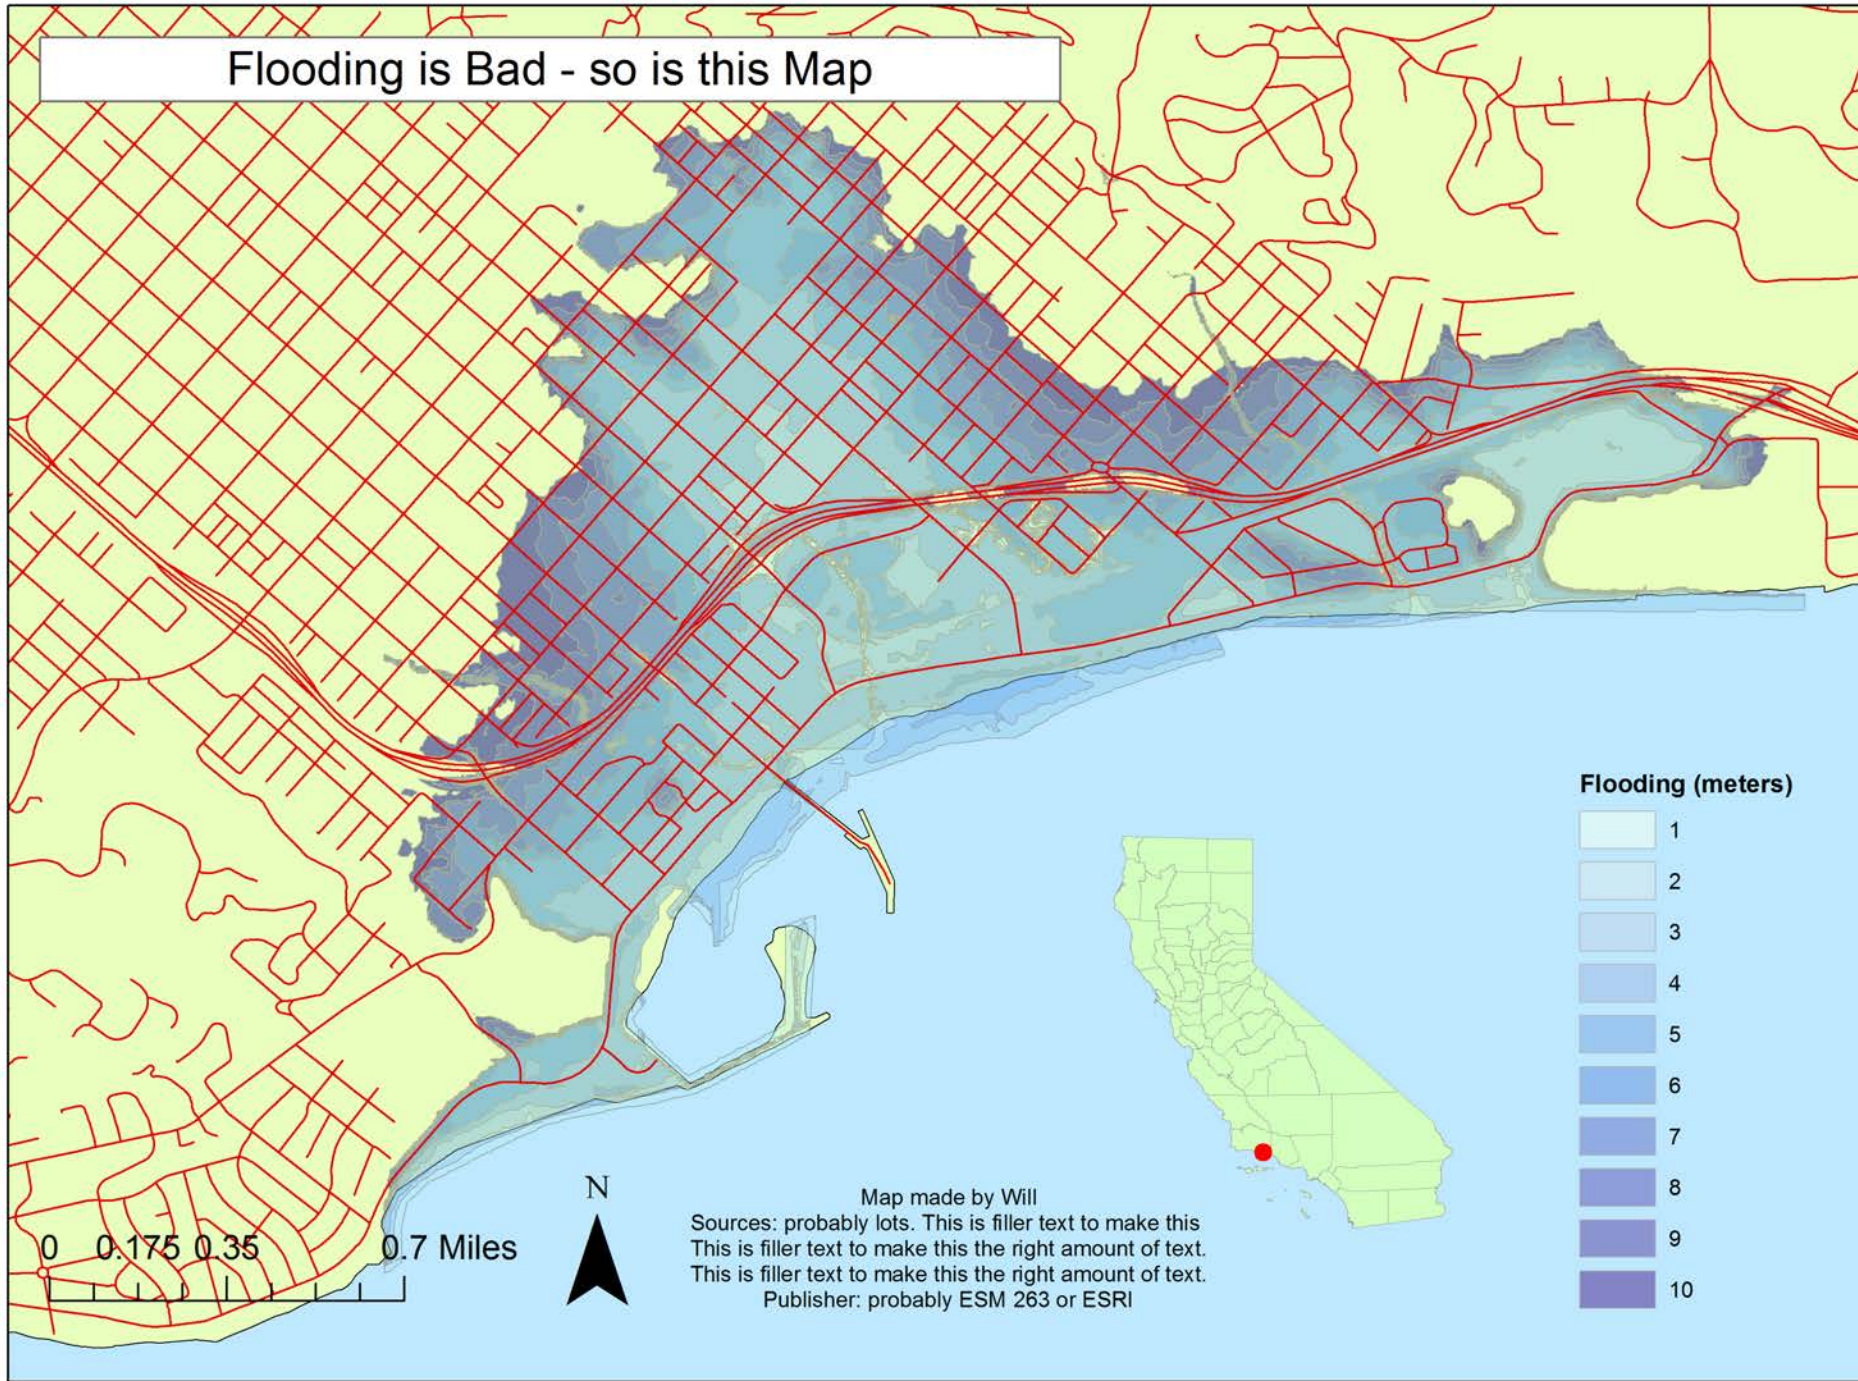 Flooding is Bad - so is this Map
Flooding (meters)
1
2
3
4
5
6
7
8
9
10
N
0 0.175 0.35 0.7 Miles
Map made by Will
Sources: probably lots. This is filler text to make this
This is filler text to make this the right amount of text.
This is filler text to make this the right amount of text.
Publisher: probably ESM 263 or ESRI